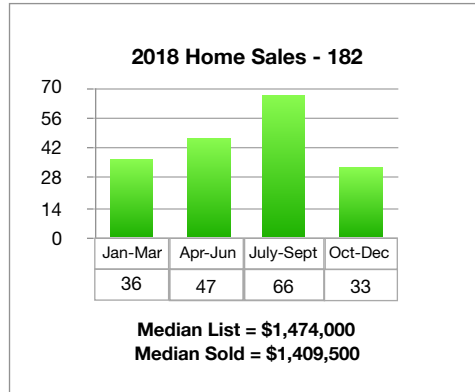 2018 Home Sales - 182
70
56
42
28
14
0
Jan-Mar Apr-Jun July-Sept Oct-Dec
36 47 66 33
Median List = $1,474,000
Median Sold = $1,409,500